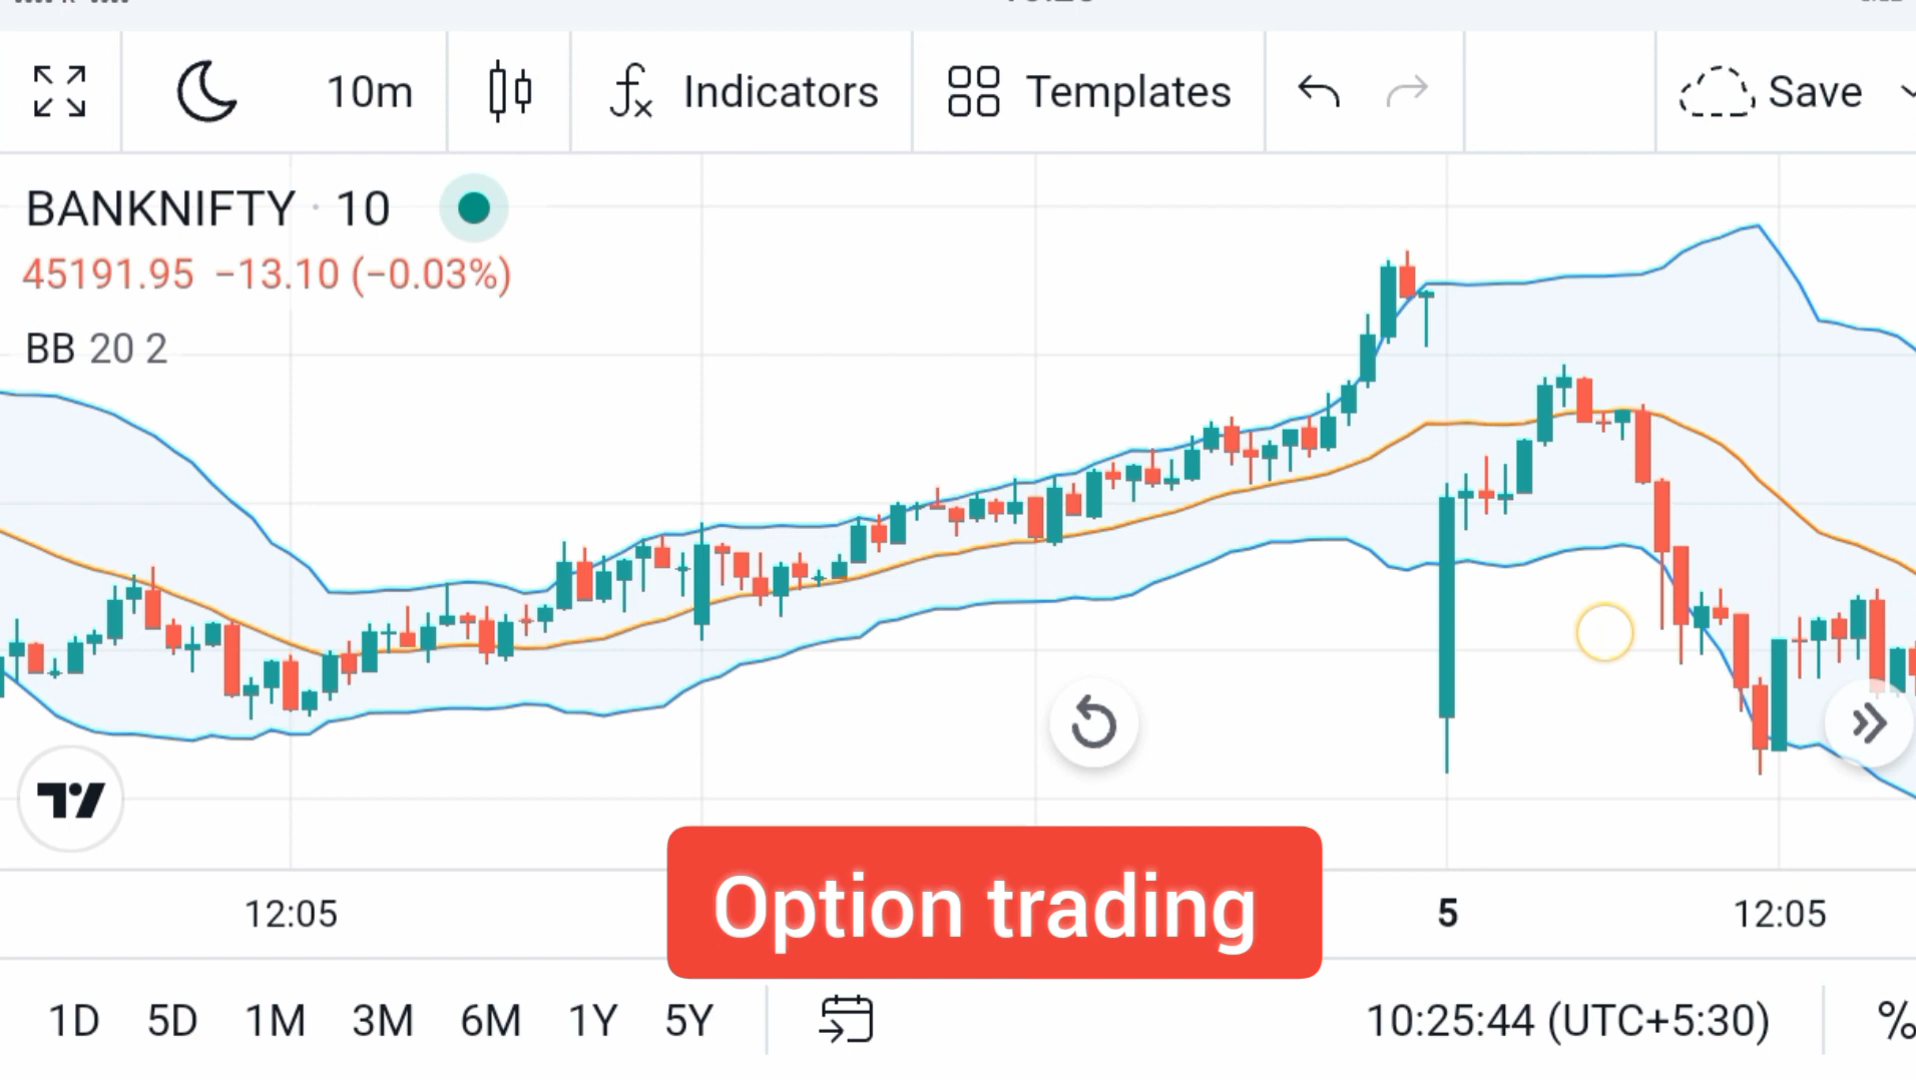 10m
Indicators
Templates
Save
BANKNIFTY · 10
45191.95 −13.10 (−0.03%)
BB 20 2
12:05
Option trading
5
12:05
1D 5D 1M 3M 6M 1Y 5Y
10:25:44 (UTC+5:30)
%